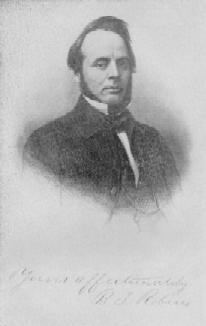 Yours affectionately,
B. T. Roberts